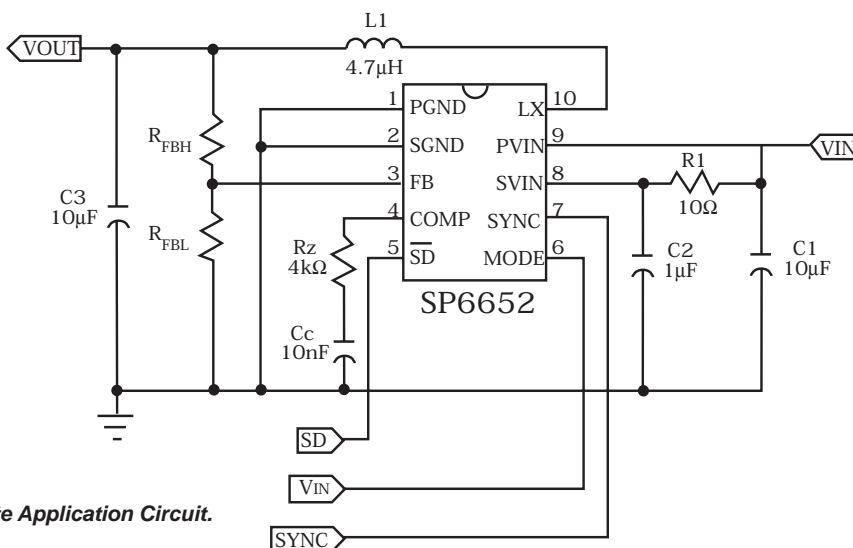 L1
VOUT
4.7µH
1 PGND LX 10
2 SGND PVIN 9
3 FB SVIN 8
4 COMP SYNC 7
5 SD MODE 6
SP6652
VIN
RFBH
RFBL
C3
10µF
Rz
4kΩ
Cc
10nF
R1
10Ω
C2
1µF
C1
10µF
SD
VIN
SYNC
Application Circuit.